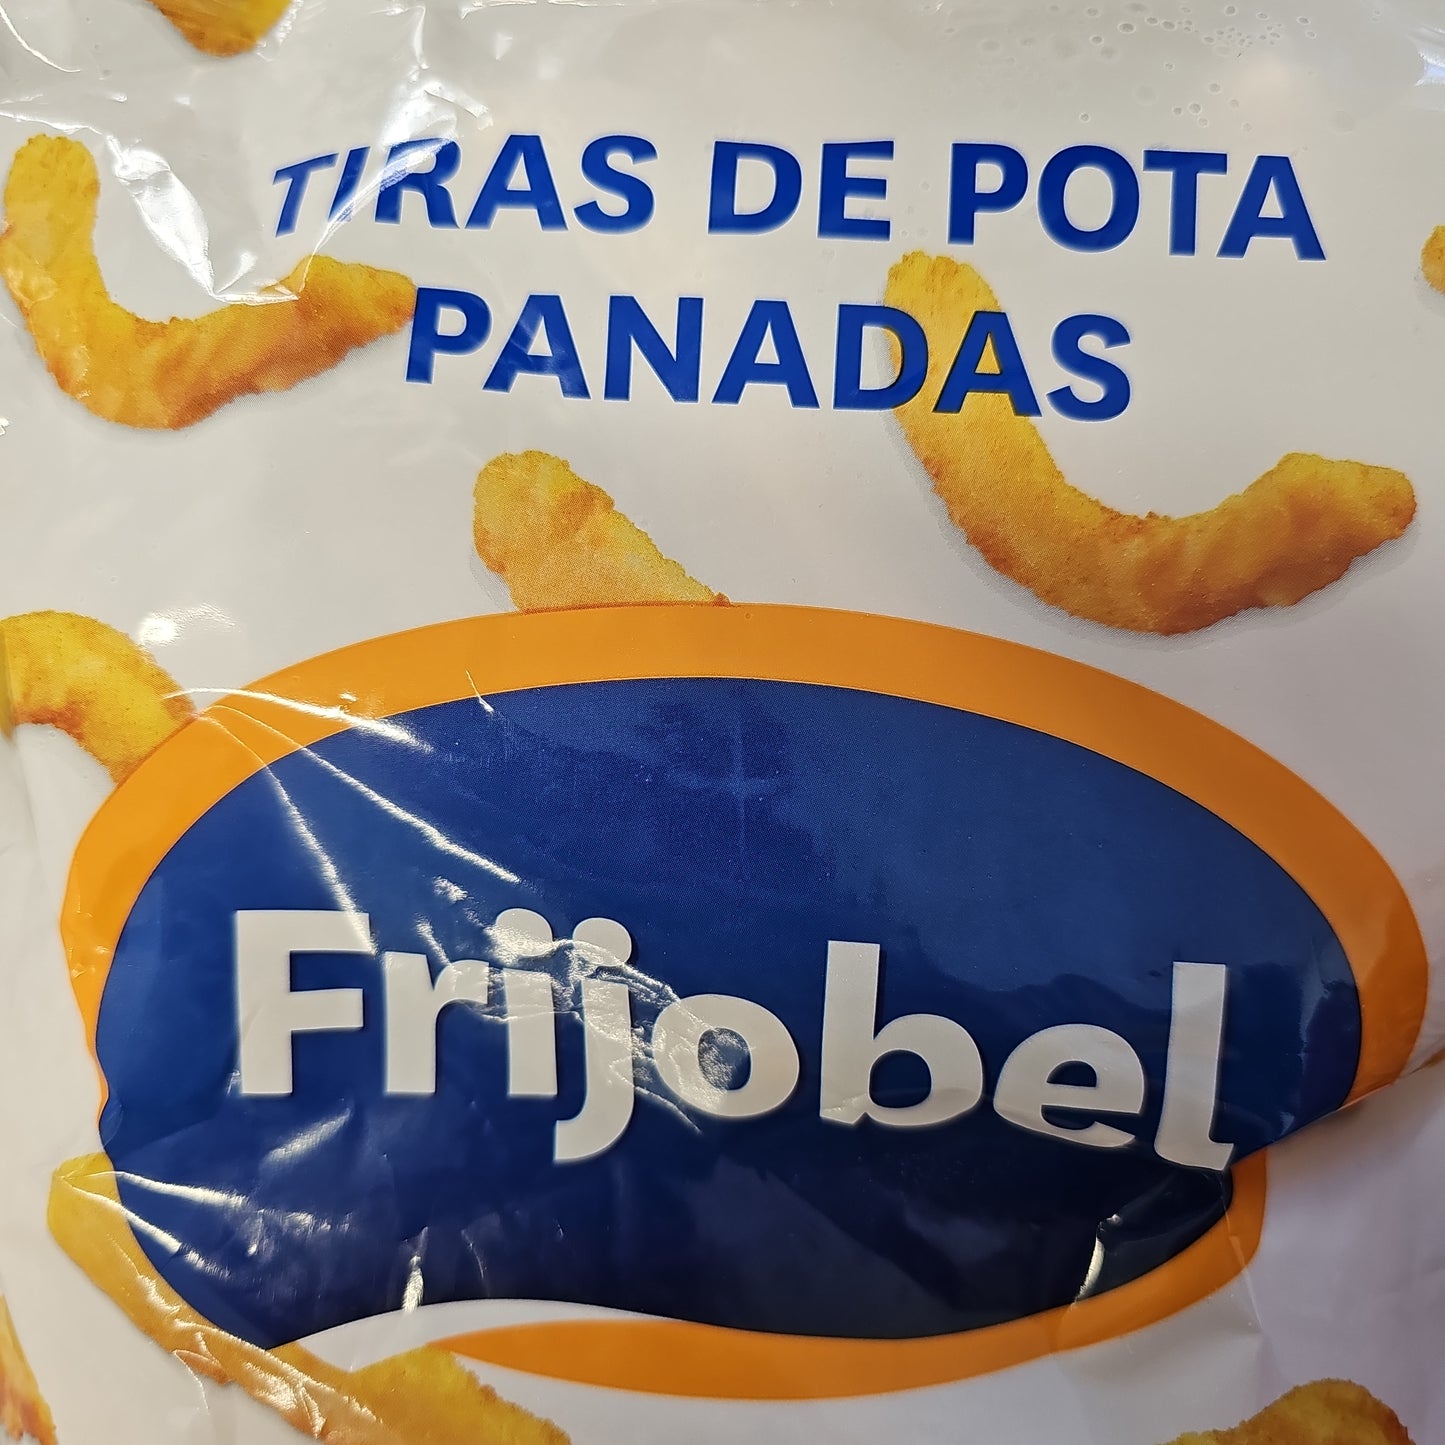 TIRAS DE POTA
PANADAS
Frijobel